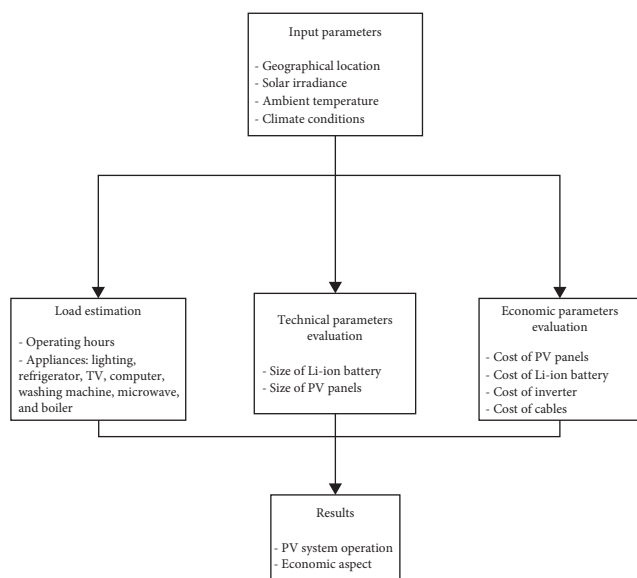 Input parameters
- Geographical location
- Solar irradiance
- Ambient temperature
- Climate conditions
Load estimation
- Operating hours
- Appliances: lighting,
refrigerator, TV, computer,
washing machine, microwave,
and boiler
Technical parameters
evaluation
- Size of Li-ion battery
- Size of PV panels
Economic parameters
evaluation
- Cost of PV panels
- Cost of Li-ion battery
- Cost of inverter
- Cost of cables
Results
- PV system operation
- Economic aspect